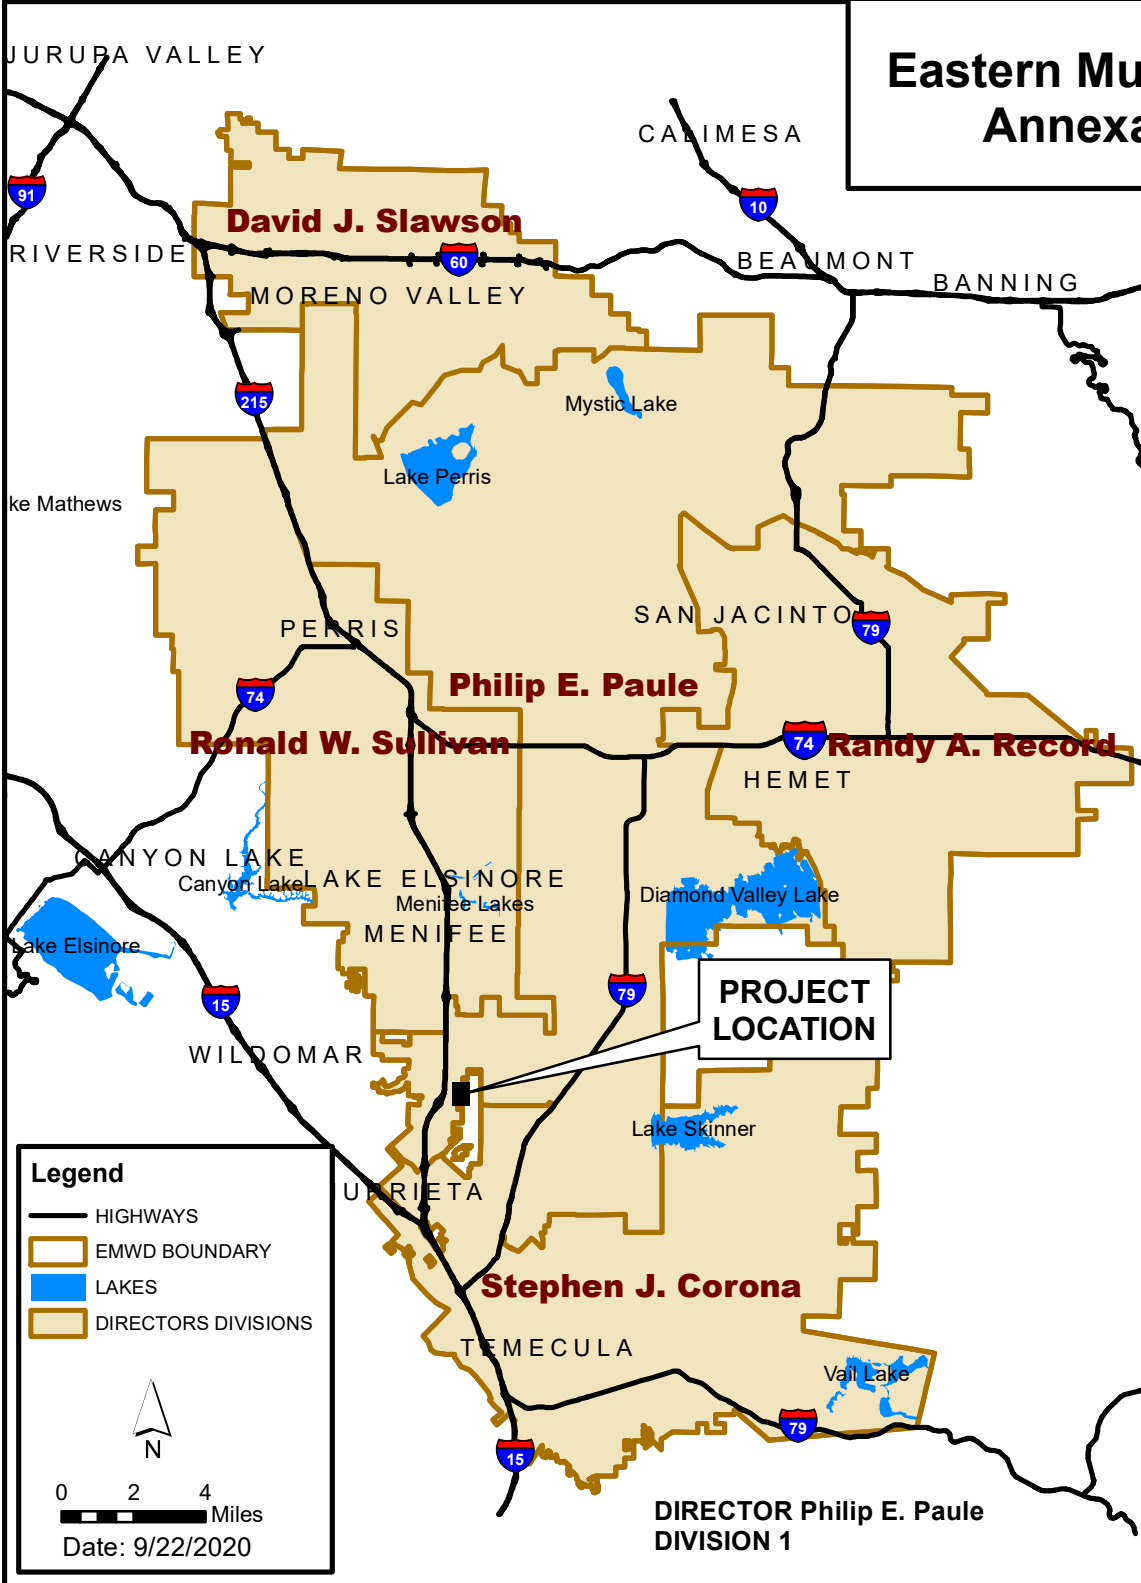 JURUPA VALLEY
Eastern Mu
Annexa
CALIMESA
91
10
David J. Slawson
RIVERSIDE
60
BEAUMONT
BANNING
MORENO VALLEY
215
Mystic Lake
Lake Perris
ke Mathews
SAN JACINTO
79
PERRIS
Philip E. Paule
74
Ronald W. Sullivan
74
Randy A. Record
HEMET
CANYON LAKE
Canyon Lake
LAKE ELSINORE
Menifee Lakes
Diamond Valley Lake
MENIFEE
Lake Elsinore
15
79
PROJECT
LOCATION
WILDOMAR
Lake Skinner
URRIETA
Legend
HIGHWAYS
EMWD BOUNDARY
LAKES
DIRECTORS DIVISIONS
Stephen J. Corona
TEMECULA
Vail Lake
79
15
N
0 2 4
Miles
Date: 9/22/2020
DIRECTOR Philip E. Paule
DIVISION 1